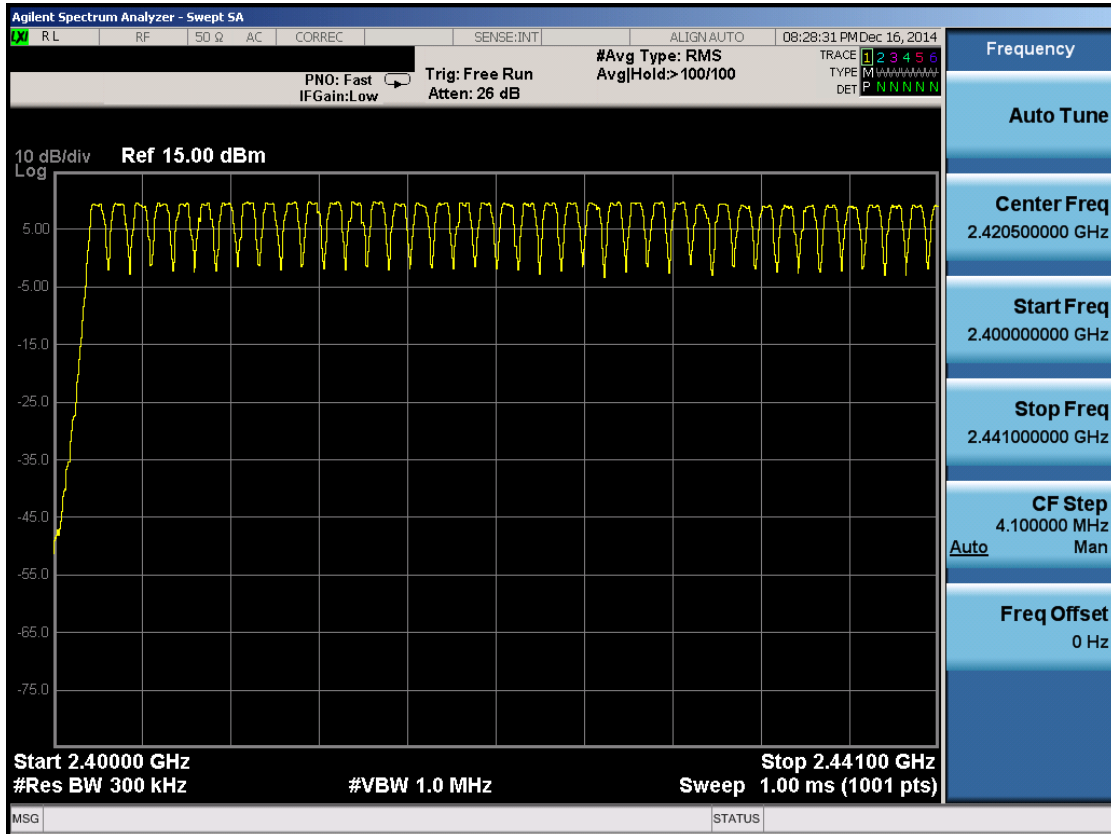 Agilent Spectrum Analyzer - Swept SA
LXI RL RF 50 Ω AC CORREC SENSE:INT ALIGN AUTO 08:28:31 PM Dec 16, 2014
PNO: Fast
IFGain:Low
Trig: Free Run
Atten: 26 dB
#Avg Type: RMS
Avg|Hold:>100/100
TRACE 1 2 3 4 5 6
TYPE M
DET P N N N N N
10 dB/div Ref 15.00 dBm
Log
5.00
-5.00
-15.0
-25.0
-35.0
-45.0
-55.0
-65.0
-75.0
Start 2.40000 GHz Stop 2.44100 GHz
#Res BW 300 kHz #VBW 1.0 MHz Sweep 1.00 ms (1001 pts)
MSG STATUS
Frequency
Auto Tune
Center Freq
2.420500000 GHz
Start Freq
2.400000000 GHz
Stop Freq
2.441000000 GHz
CF Step
4.100000 MHz
Auto Man
Freq Offset
0 Hz